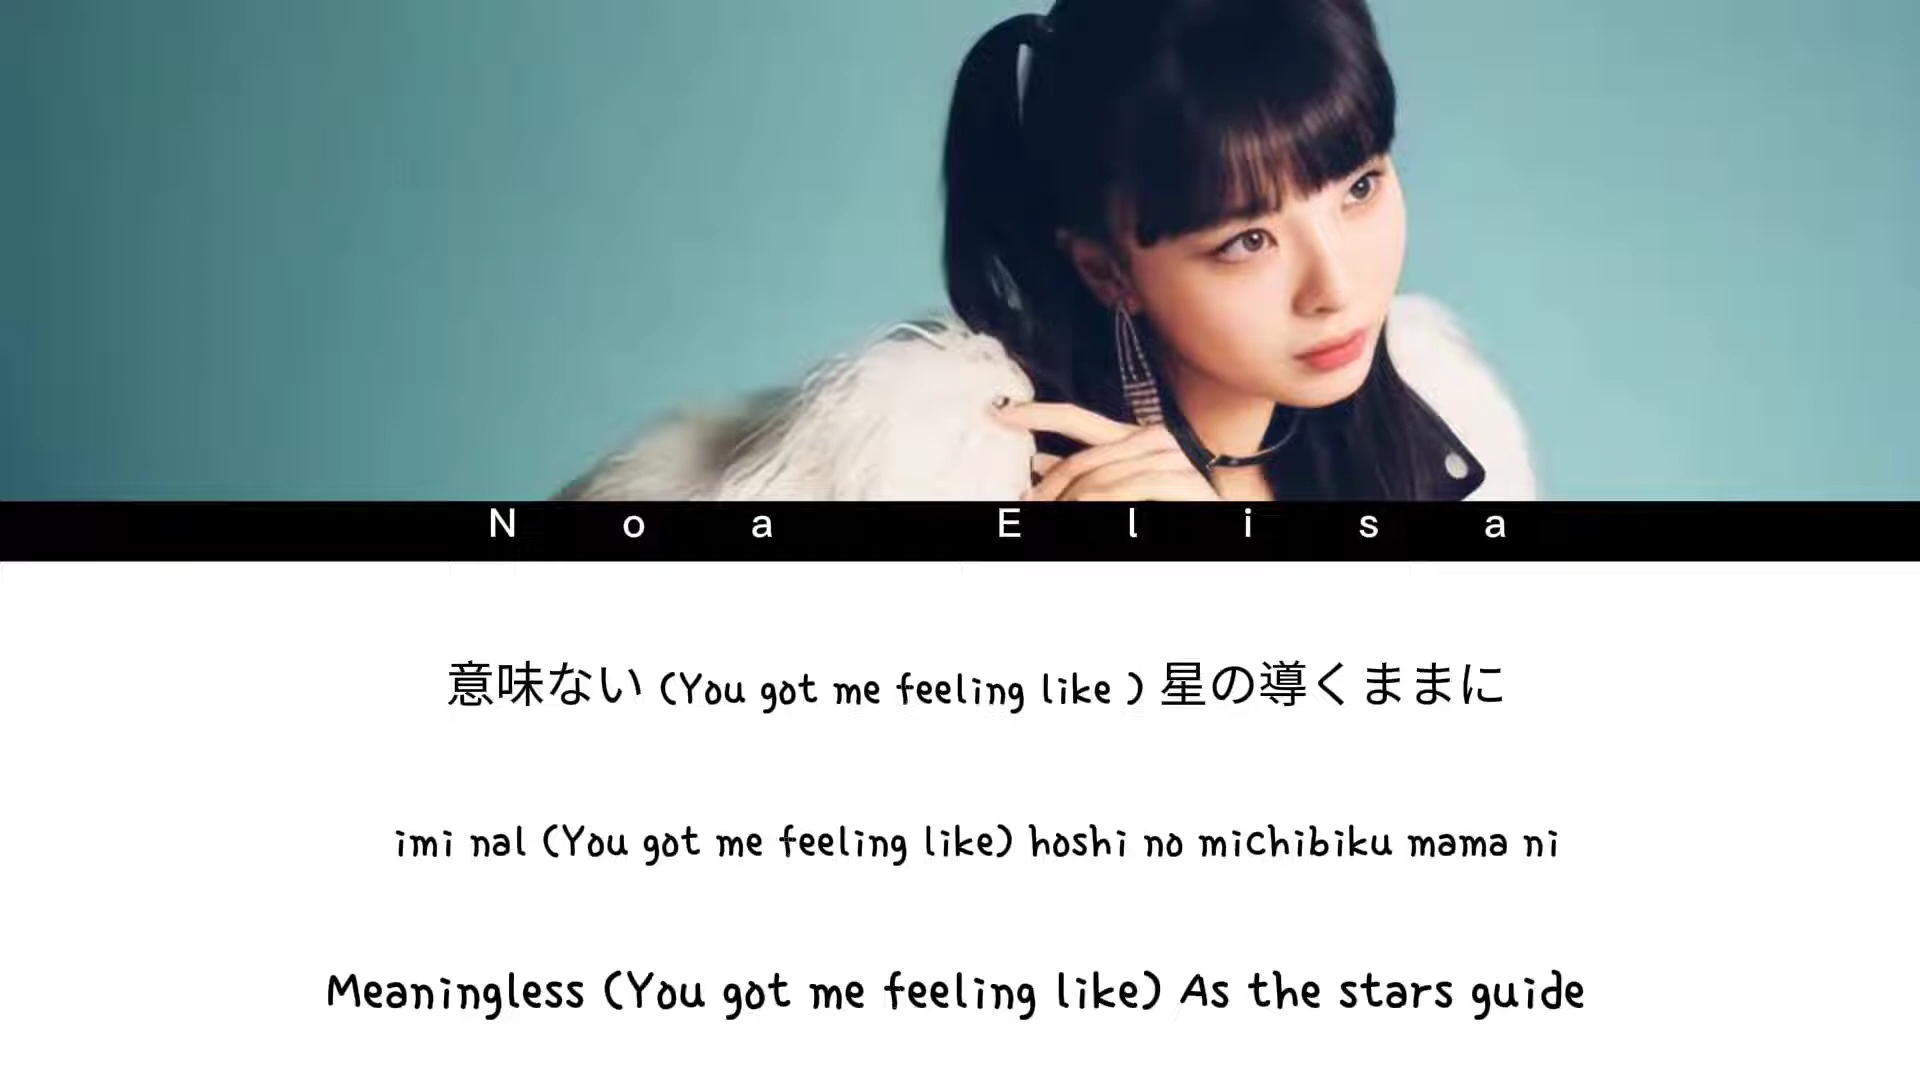 Noa Elisa
意味ない (You got me feeling like ) 星の導くままに
imi nal (You got me feeling like) hoshi no michibiku mama ni
Meaningless (You got me feeling like) As the stars guide